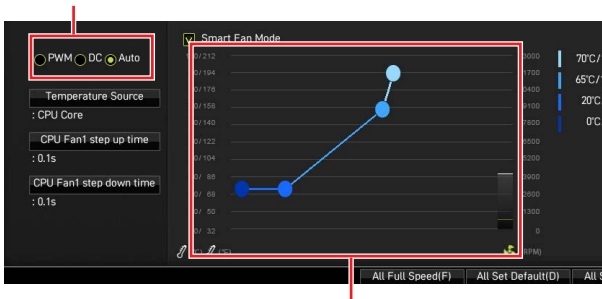 PWM DC Auto
Temperature Source
: CPU Core
CPU Fan1 step up time
: 0.1s
CPU Fan1 step down time
: 0.1s
Smart Fan Mode
0/212
0/194
0/176
0/158
0/140
0/122
0/104
0/ 86
0/ 68
0/ 50
0/ 32
(°F)
3000
1700
0400
9100
7800
6500
5200
3900
2600
1300
0
(RPM)
70°C/
65°C/
20°C
0°C
All Full Speed(F) All Set Default(D) All S